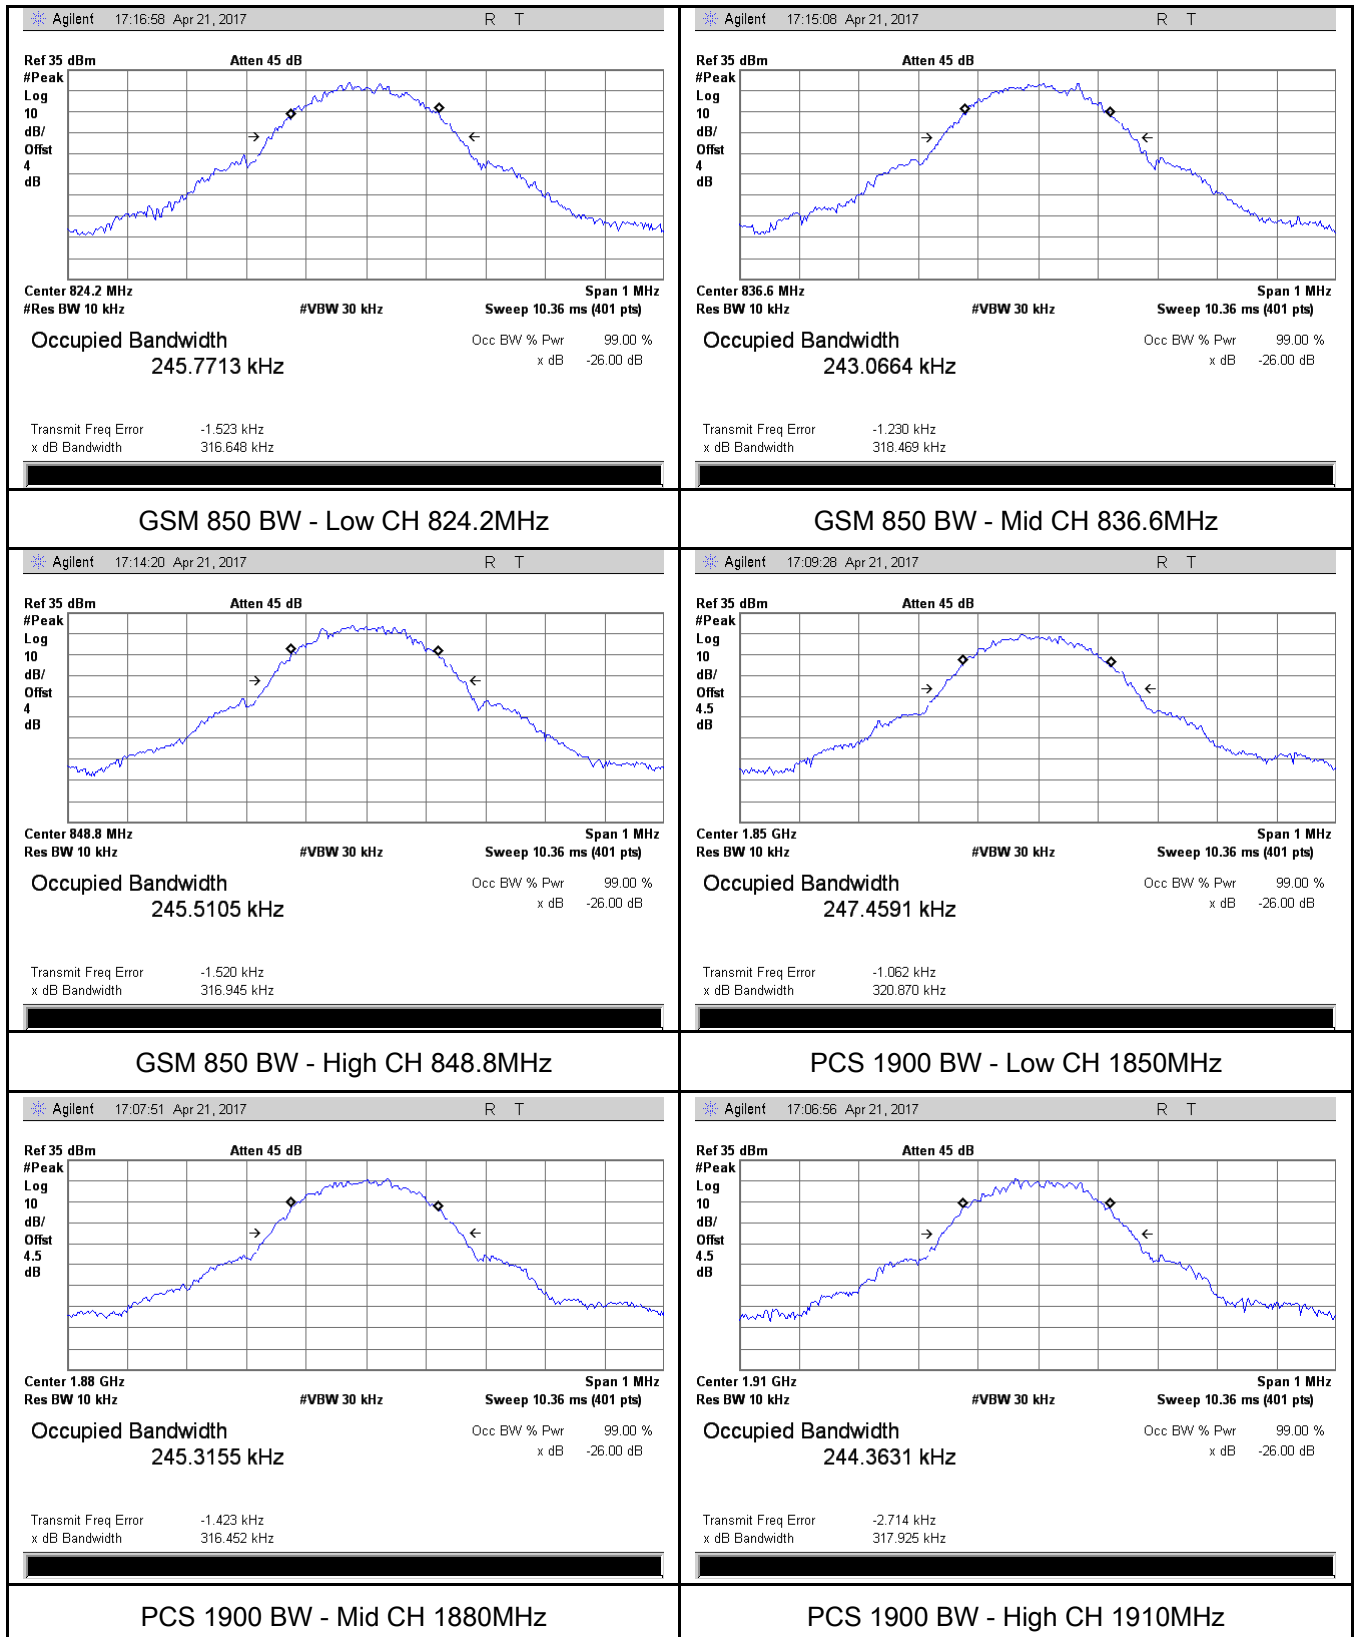 Agilent 17:16:58 Apr 21, 2017 R T
Ref 35 dBm Atten 45 dB
#Peak
Log
10
dB/
Offst
4
dB
Center 824.2 MHz Span 1 MHz
#Res BW 10 kHz #VBW 30 kHz Sweep 10.36 ms (401 pts)
Occupied Bandwidth Occ BW % Pwr 99.00 %
245.7713 kHz x dB -26.00 dB
Transmit Freq Error -1.523 kHz
x dB Bandwidth 316.648 kHz
GSM 850 BW - Low CH 824.2MHz
Agilent 17:15:08 Apr 21, 2017 R T
Ref 35 dBm Atten 45 dB
#Peak
Log
10
dB/
Offst
4
dB
Center 836.6 MHz Span 1 MHz
Res BW 10 kHz #VBW 30 kHz Sweep 10.36 ms (401 pts)
Occupied Bandwidth Occ BW % Pwr 99.00 %
243.0664 kHz x dB -26.00 dB
Transmit Freq Error -1.230 kHz
x dB Bandwidth 318.469 kHz
GSM 850 BW - Mid CH 836.6MHz
Agilent 17:14:20 Apr 21, 2017 R T
Ref 35 dBm Atten 45 dB
#Peak
Log
10
dB/
Offst
4
dB
Center 848.8 MHz Span 1 MHz
Res BW 10 kHz #VBW 30 kHz Sweep 10.36 ms (401 pts)
Occupied Bandwidth Occ BW % Pwr 99.00 %
245.5105 kHz x dB -26.00 dB
Transmit Freq Error -1.520 kHz
x dB Bandwidth 316.945 kHz
GSM 850 BW - High CH 848.8MHz
Agilent 17:09:28 Apr 21, 2017 R T
Ref 35 dBm Atten 45 dB
#Peak
Log
10
dB/
Offst
4.5
dB
Center 1.85 GHz Span 1 MHz
Res BW 10 kHz #VBW 30 kHz Sweep 10.36 ms (401 pts)
Occupied Bandwidth Occ BW % Pwr 99.00 %
247.4591 kHz x dB -26.00 dB
Transmit Freq Error -1.062 kHz
x dB Bandwidth 320.870 kHz
PCS 1900 BW - Low CH 1850MHz
Agilent 17:07:51 Apr 21, 2017 R T
Ref 35 dBm Atten 45 dB
#Peak
Log
10
dB/
Offst
4.5
dB
Center 1.88 GHz Span 1 MHz
Res BW 10 kHz #VBW 30 kHz Sweep 10.36 ms (401 pts)
Occupied Bandwidth Occ BW % Pwr 99.00 %
245.3155 kHz x dB -26.00 dB
Transmit Freq Error -1.423 kHz
x dB Bandwidth 316.452 kHz
PCS 1900 BW - Mid CH 1880MHz
Agilent 17:06:56 Apr 21, 2017 R T
Ref 35 dBm Atten 45 dB
#Peak
Log
10
dB/
Offst
4.5
dB
Center 1.91 GHz Span 1 MHz
Res BW 10 kHz #VBW 30 kHz Sweep 10.36 ms (401 pts)
Occupied Bandwidth Occ BW % Pwr 99.00 %
244.3631 kHz x dB -26.00 dB
Transmit Freq Error -2.714 kHz
x dB Bandwidth 317.925 kHz
PCS 1900 BW - High CH 1910MHz